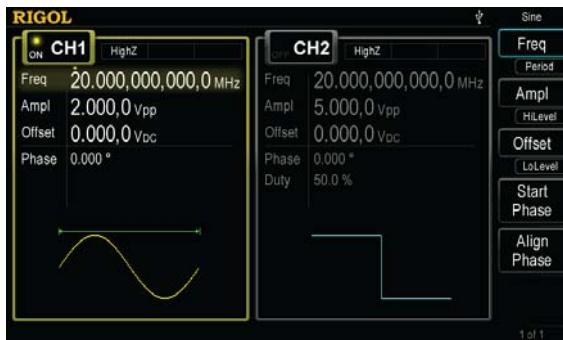 RIGOL
Sine
ON CH1 HighZ
Freq 20.000,000,000,0 MHz
Ampl 2.000,0 Vpp
Offset 0.000,0 VDC
Phase 0.000 °
OFF CH2 HighZ
Freq 20.000,000,000,0 MHz
Ampl 5.000,0 Vpp
Offset 0.000,0 VDC
Phase 0.000 °
Duty 50.0 %
Freq
Period
Ampl
HiLevel
Offset
LoLevel
Start
Phase
Align
Phase
1 of 1